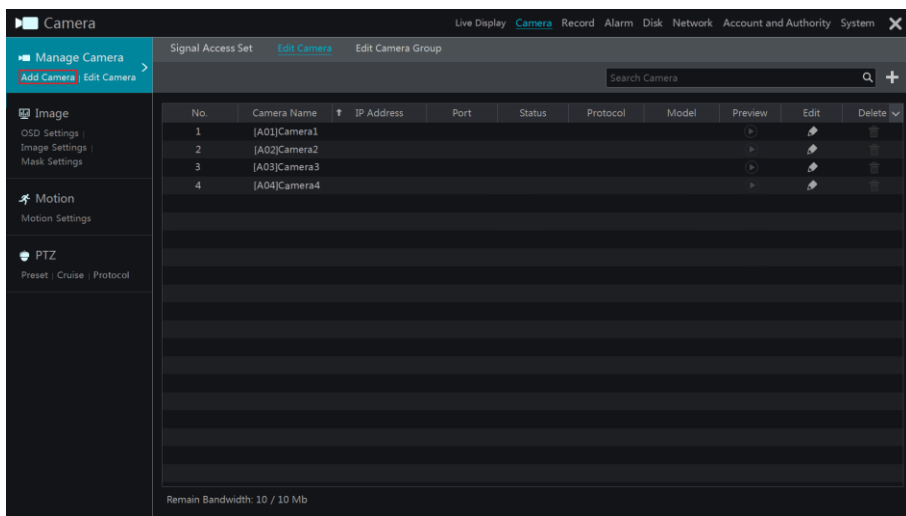 Camera
Live Display Camera Record Alarm Disk Network Account and Authority System
Manage Camera
Add Camera | Edit Camera
Signal Access Set Edit Camera Edit Camera Group
Search Camera
Image
OSD Settings |
Image Settings |
Mask Settings
Motion
Motion Settings
PTZ
Preset | Cruise | Protocol
No. Camera Name IP Address Port Status Protocol Model Preview Edit Delete
1 [A01]Camera1
2 [A02]Camera2
3 [A03]Camera3
4 [A04]Camera4
Remain Bandwidth: 10 / 10 Mb